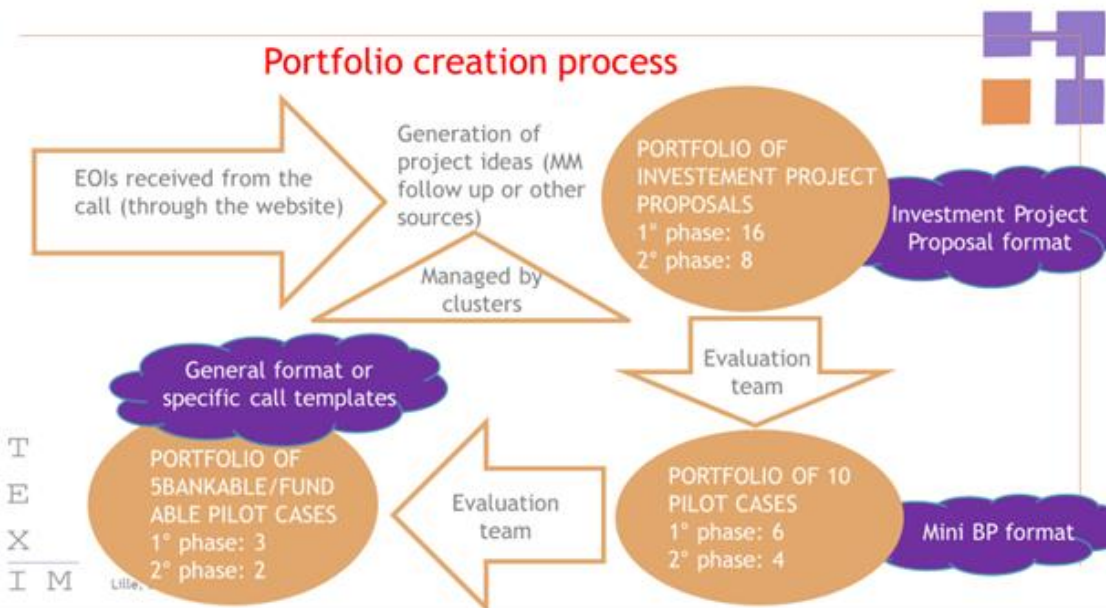 Portfolio creation process
EOIs received from the
call (through the website)
Generation of
project ideas (MM
follow up or other
sources)
Managed by
clusters
PORTFOLIO OF
INVESTEMENT PROJECT
PROPOSALS
1° phase: 16
2° phase: 8
Investment Project
Proposal format
Evaluation
team
PORTFOLIO OF 10
PILOT CASES
1° phase: 6
2° phase: 4
Mini BP format
Evaluation
team
General format or
specific call templates
PORTFOLIO OF
5BANKABLE/FUND
ABLE PILOT CASES
1° phase: 3
2° phase: 2
T
E
X
I M
Lille,